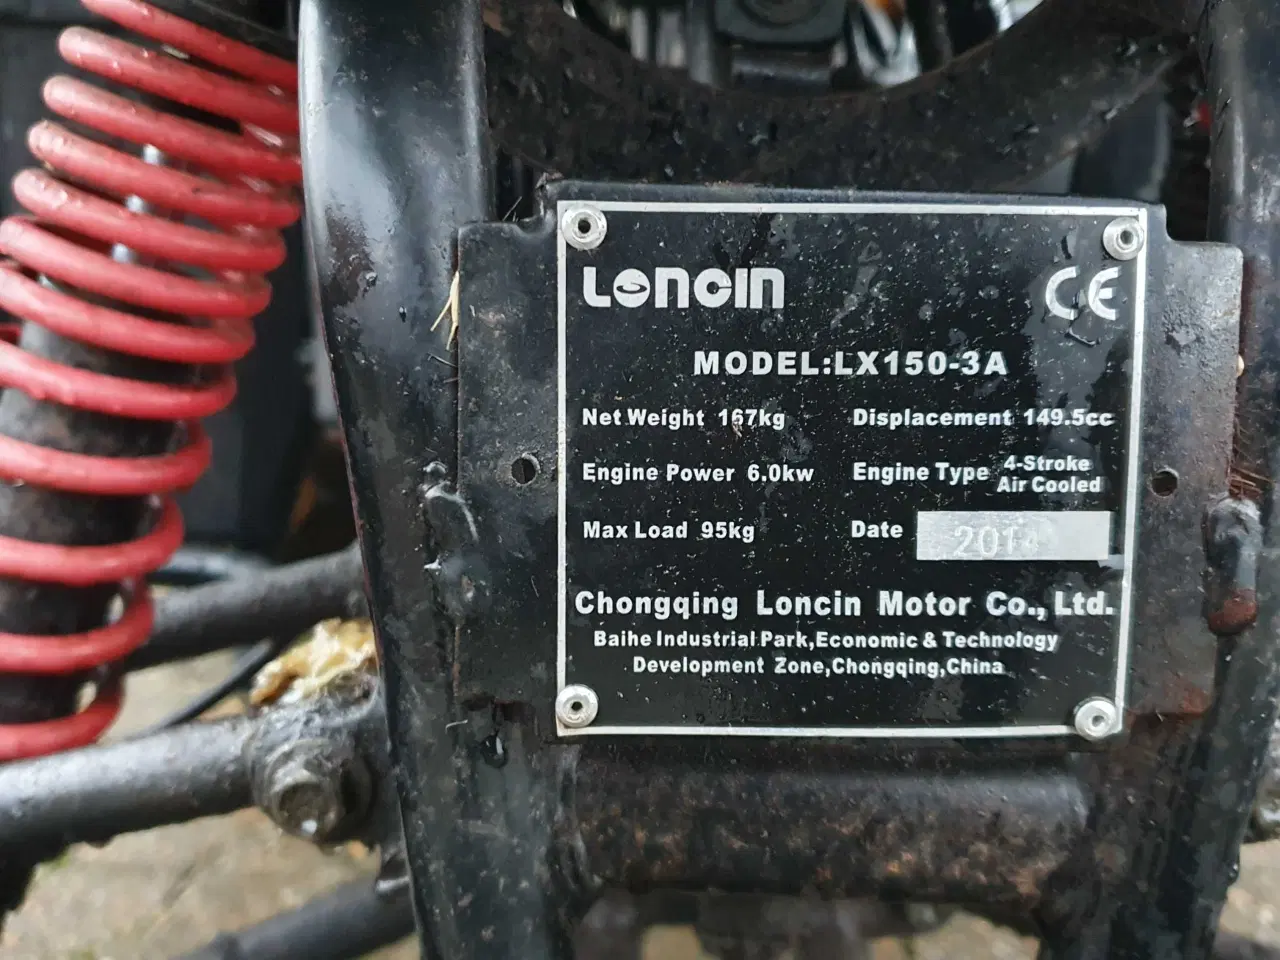 LONCIN
CE
MODEL:LX150-3A
Net Weight 167kg Displacement 149.5cc
Engine Power 6.0kw Engine Type 4-Stroke
Air Cooled
Max Load 95kg Date 2014
Chongqing Loncin Motor Co.,Ltd.
Baihe Industrial Park,Economic & Technology
Development Zone,Chongqing,China